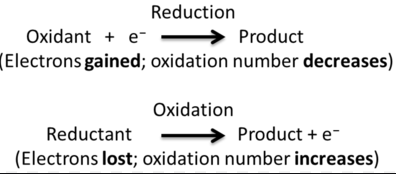 Reduction
Oxidant + e⁻ ⟶ Product
(Electrons gained; oxidation number decreases)
Oxidation
Reductant ⟶ Product + e⁻
(Electrons lost; oxidation number increases)